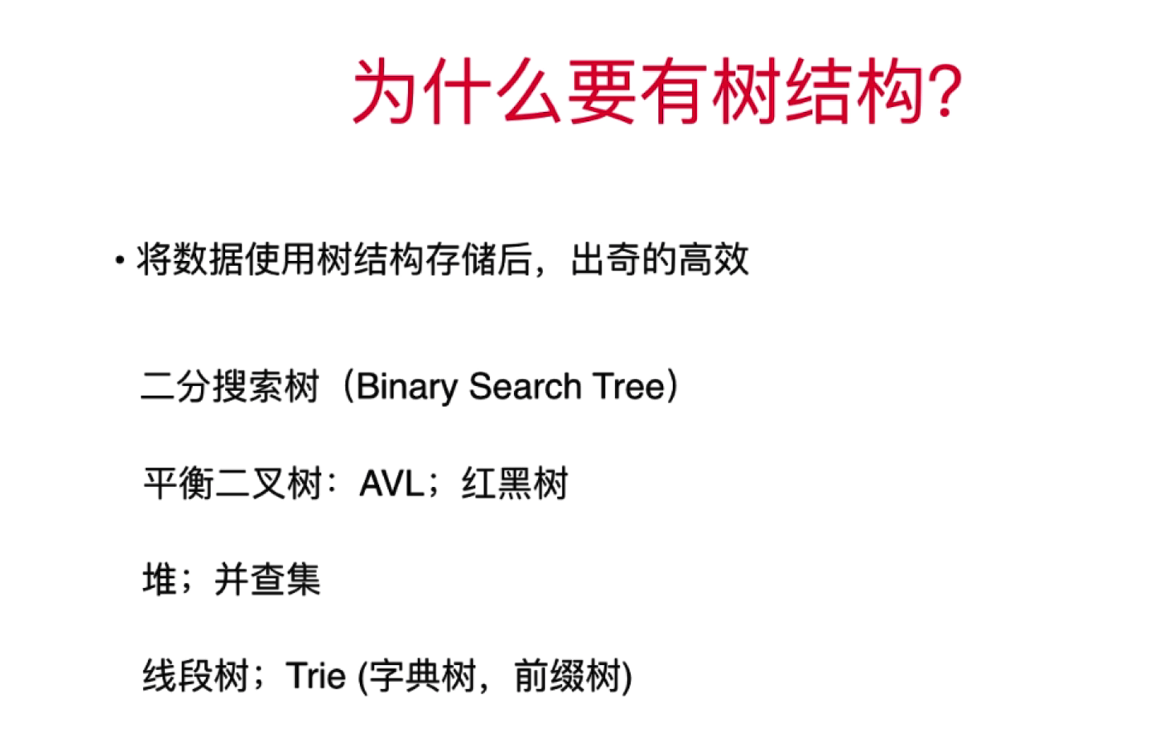 为什么要有树结构？
• 将数据使用树结构存储后，出奇的高效
二分搜索树（Binary Search Tree）
平衡二叉树：AVL；红黑树
堆；并查集
线段树；Trie (字典树，前缀树)